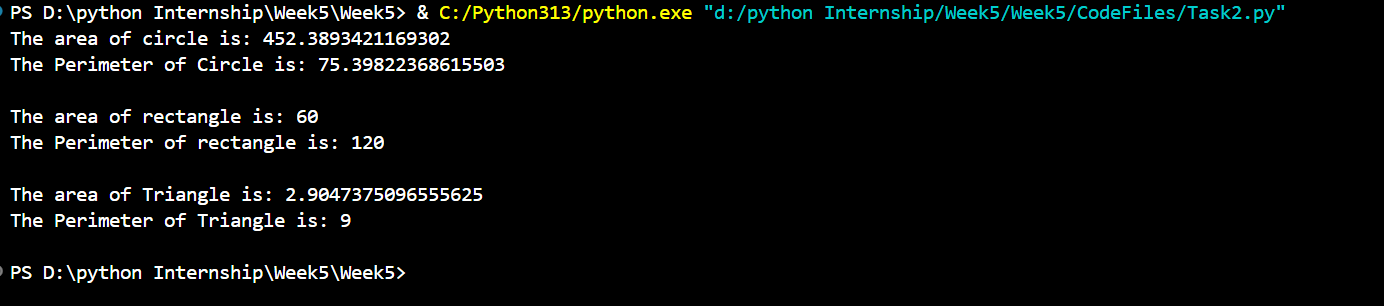 PS D:\python Internship\Week5\Week5> & C:/Python313/python.exe "d:/python Internship/Week5/Week5/CodeFiles/Task2.py"
The area of circle is: 452.3893421169302
The Perimeter of Circle is: 75.39822368615503
The area of rectangle is: 60
The Perimeter of rectangle is: 120
The area of Triangle is: 2.9047375096555625
The Perimeter of Triangle is: 9
PS D:\python Internship\Week5\Week5>